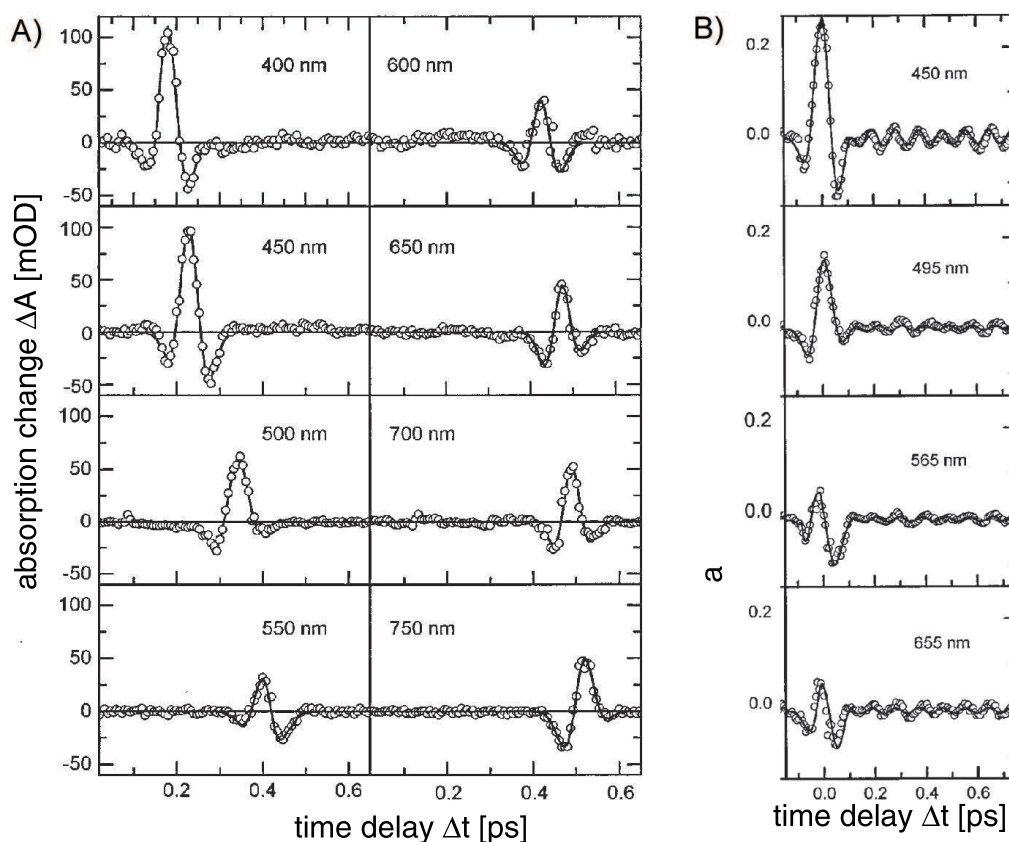 A)
absorption change ΔA [mOD]
100
50
0
-50
400 nm
600 nm
100
50
0
-50
450 nm
650 nm
100
50
0
-50
500 nm
700 nm
100
50
0
-50
550 nm
750 nm
0.2 0.4 0.6 0.2 0.4 0.6
time delay Δt [ps]
B)
a
0.2
0.0
450 nm
0.2
0.0
495 nm
0.2
0.0
565 nm
0.2
0.0
655 nm
0.0 0.2 0.4 0.6
time delay Δt [ps]